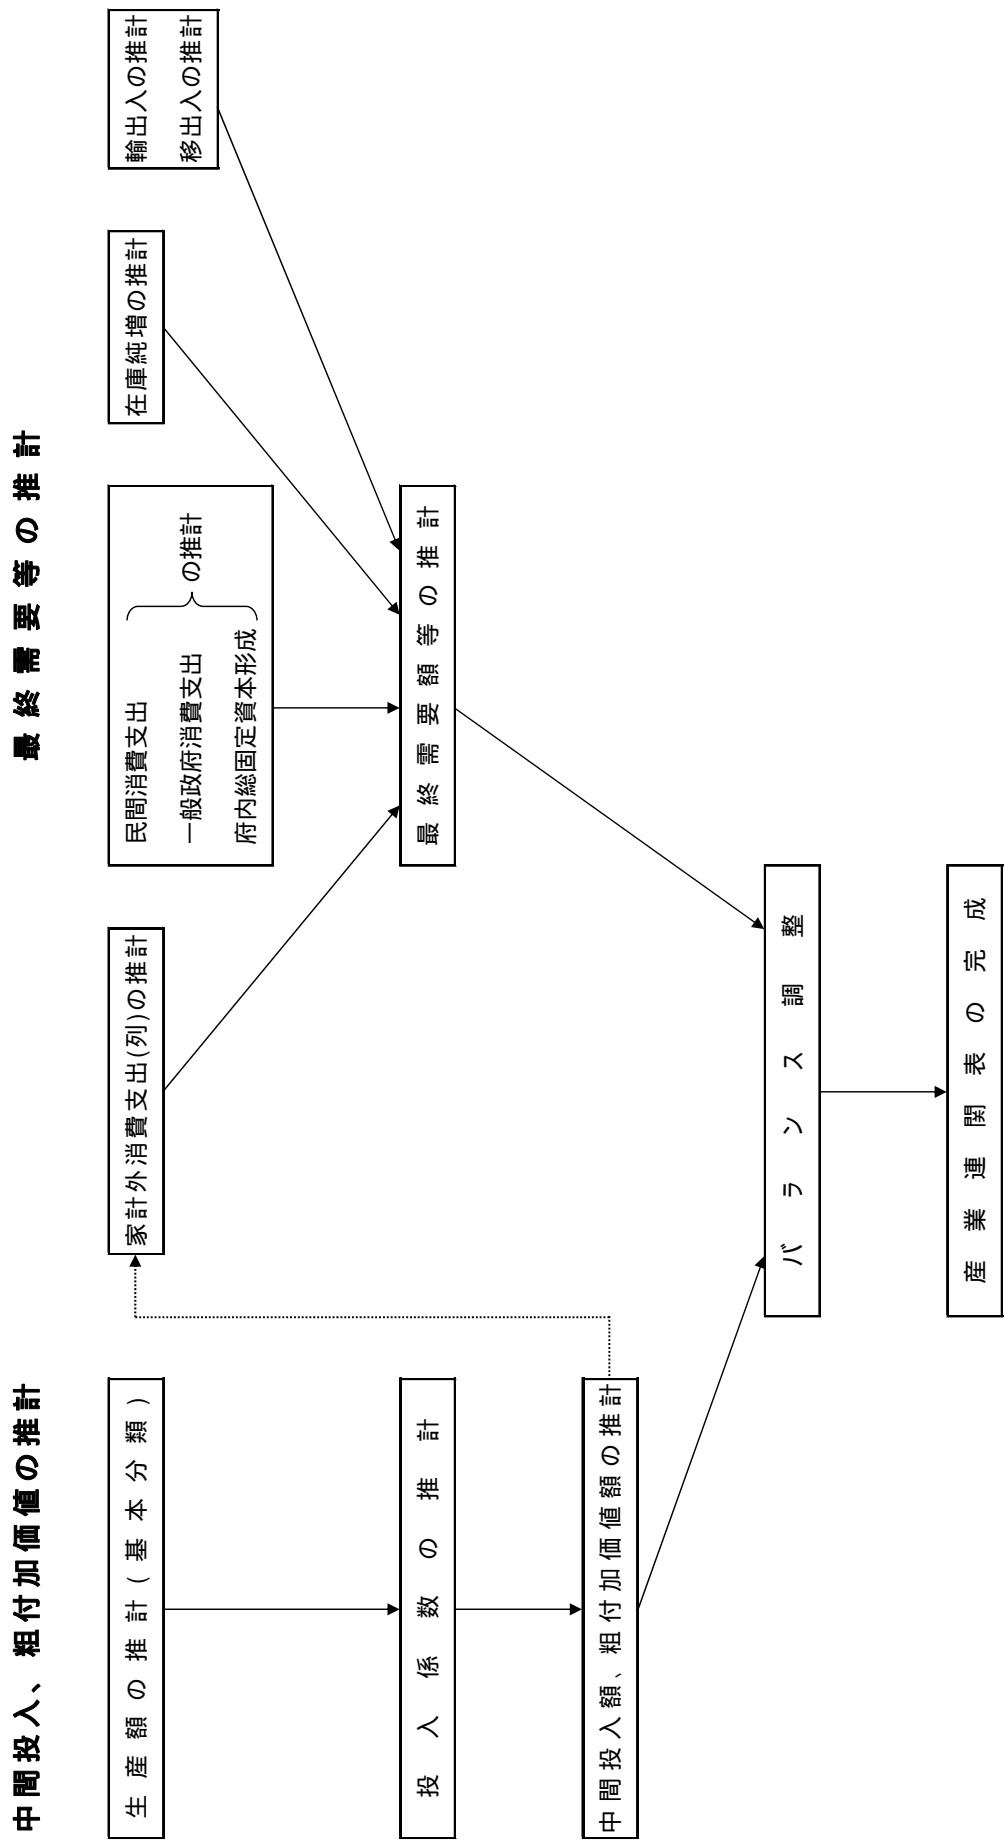 中間投入、粗付加価値の推計
最終需要等の推計
生産額の推計(基本分類)
家計外消費支出(列)の推計
民間消費支出
一般政府消費支出
府内総固定資本形成
の推計
在庫純増の推計
輸出入の推計
移出入の推計
投入係数の推計
最終需要額等の推計
中間投入額、粗付加価値額の推計
バランス調整
産業連関表の完成